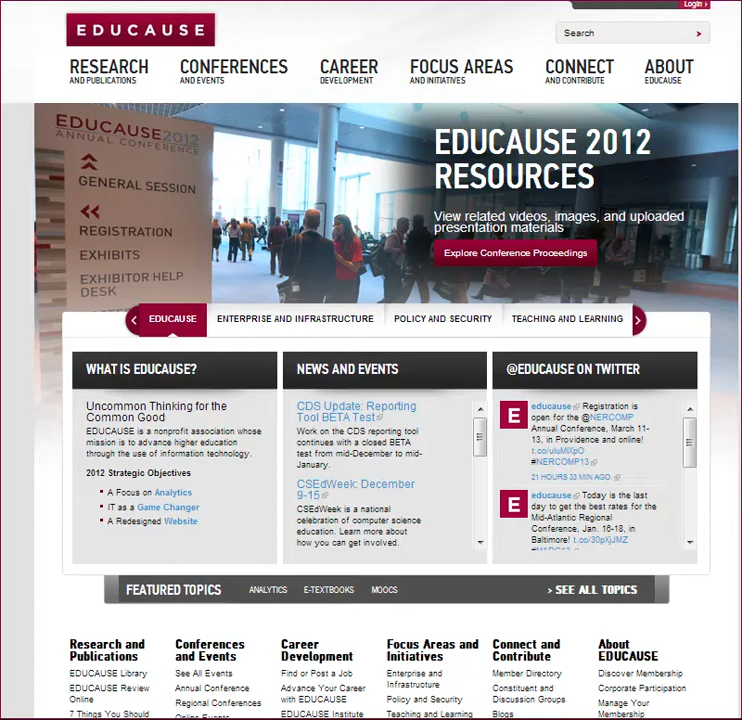 Login ›
EDUCAUSE
Search
RESEARCH
AND PUBLICATIONS
CONFERENCES
AND EVENTS
CAREER
DEVELOPMENT
FOCUS AREAS
AND INITIATIVES
CONNECT
AND CONTRIBUTE
ABOUT
EDUCAUSE
EDUCAUSE2012
ANNUAL CONFERENCE
GENERAL SESSION
REGISTRATION
EXHIBITS
EXHIBITOR HELP
DESK
EDUCAUSE 2012
RESOURCES
View related videos, images, and uploaded
presentation materials
Explore Conference Proceedings
EDUCAUSE
ENTERPRISE AND INFRASTRUCTURE
POLICY AND SECURITY
TEACHING AND LEARNING
WHAT IS EDUCAUSE?
Uncommon Thinking for the
Common Good
EDUCAUSE is a nonprofit association whose
mission is to advance higher education
through the use of information technology.
2012 Strategic Objectives
A Focus on Analytics
IT as a Game Changer
A Redesigned Website
NEWS AND EVENTS
CDS Update: Reporting
Tool BETA Test
Work on the CDS reporting tool
continues with a closed BETA
test from mid-December to mid-
January.
CSEdWeek: December
9-15
CSEdWeek is a national
celebration of computer science
education. Learn more about
how you can get involved.
@EDUCAUSE ON TWITTER
E
educause Registration is
open for the @NERCOMP
Annual Conference, March 11-
13, in Providence and online!
t.co/uluMlXpO
#NERCOMP13
21 HOURS 33 MIN AGO.
E
educause Today is the last
day to get the best rates for the
Mid-Atlantic Regional
Conference, Jan. 16-18, in
Baltimore! t.co/30pXjJMZ
FEATURED TOPICS
ANALYTICS
E-TEXTBOOKS
MOOCS
› SEE ALL TOPICS
Research and
Publications
EDUCAUSE Library
EDUCAUSE Review
Online
7 Things You Should
Conferences
and Events
See All Events
Annual Conference
Regional Conferences
Online Events
Career
Development
Find or Post a Job
Advance Your Career
with EDUCAUSE
EDUCAUSE Institute
Focus Areas and
Initiatives
Enterprise and
Infrastructure
Policy and Security
Teaching and Learning
Connect and
Contribute
Member Directory
Constituent and
Discussion Groups
Blogs
About
EDUCAUSE
Discover Membership
Corporate Participation
Manage Your
Membership